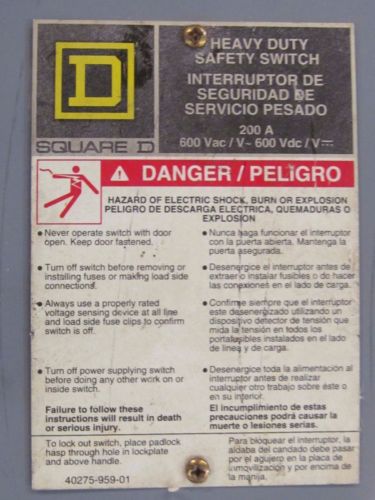 D
SQUARE D
HEAVY DUTY
SAFETY SWITCH
INTERRUPTOR DE
SEGURIDAD DE
SERVICIO PESADO
200 A
600 Vac / V~ 600 Vdc / V⎓
DANGER / PELIGRO
HAZARD OF ELECTRIC SHOCK, BURN OR EXPLOSION
PELIGRO DE DESCARGA ELECTRICA, QUEMADURAS O
EXPLOSION
• Never operate switch with door
open. Keep door fastened.
• Turn off switch before removing or
installing fuses or making load side
connections.
• Always use a properly rated
voltage sensing device at all line
and load side fuse clips to confirm
switch is off.
• Turn off power supplying switch
before doing any other work on or
inside switch.
Failure to follow these
instructions will result in death
or serious injury.
• Nunca haga funcionar el interruptor
con la puerta abierta. Mantenga la
puerta asegurada.
• Desenergice el interruptor antes de
extraer o instalar fusibles o de hacer
las conexiones en el lado de carga.
• Confirme siempre que el interruptor
este desenergizado utilizando un
dispositivo detector de tensión que
mida la tensión en todos los
portafusibles instalados en el lado
de línea y de carga.
• Desenergice toda la alimentación al
interruptor antes de realizar
cualquier otro trabajo sobre éste o
en su interior.
El incumplimiento de estas
precauciones podrá causar la
muerte o lesiones serias.
To lock out switch, place padlock
hasp through hole in lockplate
and above handle.
40275-959-01
Para bloquear el interruptor, la
aldaba del candado debe pasar
por el agujero en la placa de
inmovilización y por encima de
la manija.